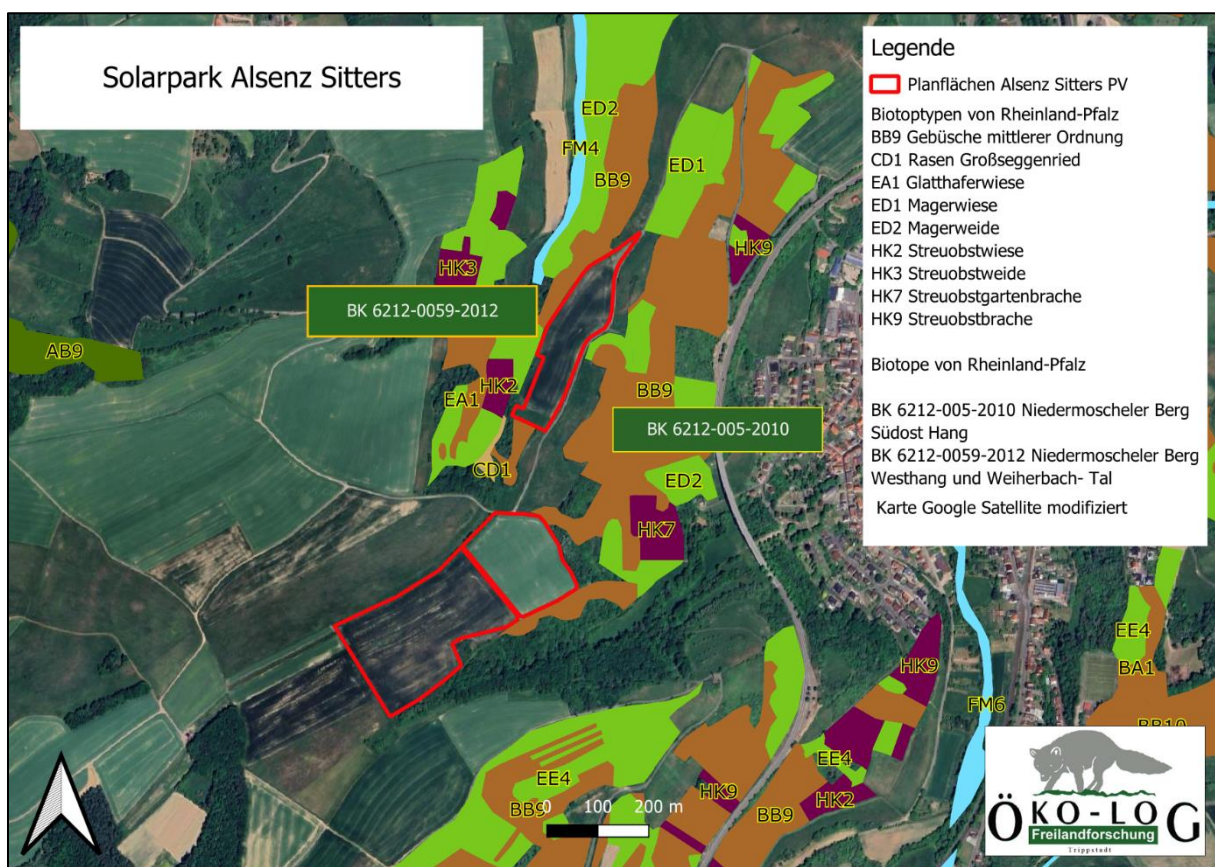 Solarpark Alsenz Sitters
Legende
Planflächen Alsenz Sitters PV
Biotoptypen von Rheinland-Pfalz
BB9 Gebüsche mittlerer Ordnung
CD1 Rasen Großseggenried
EA1 Glatthaferwiese
ED1 Magerwiese
ED2 Magerweide
HK2 Streuobstwiese
HK3 Streuobstweide
HK7 Streuobstgartenbrache
HK9 Streuobstbrache
Biotope von Rheinland-Pfalz
BK 6212-005-2010 Niedermoscheler Berg
Südost Hang
BK 6212-0059-2012 Niedermoscheler Berg
Westhang und Weiherbach- Tal
Karte Google Satellite modifiziert
ED2
FM4
BB9
ED1
HK9
HK3
BK 6212-0059-2012
AB9
HK2
EA1
BB9
BK 6212-005-2010
CD1
ED2
HK7
EE4
BA1
HK9
FM6
BB10
EE4
EE4
HK9
HK2
BB9
BB9
0 100 200 m
ÖKO-LOG
Freilandforschung
Trippstadt